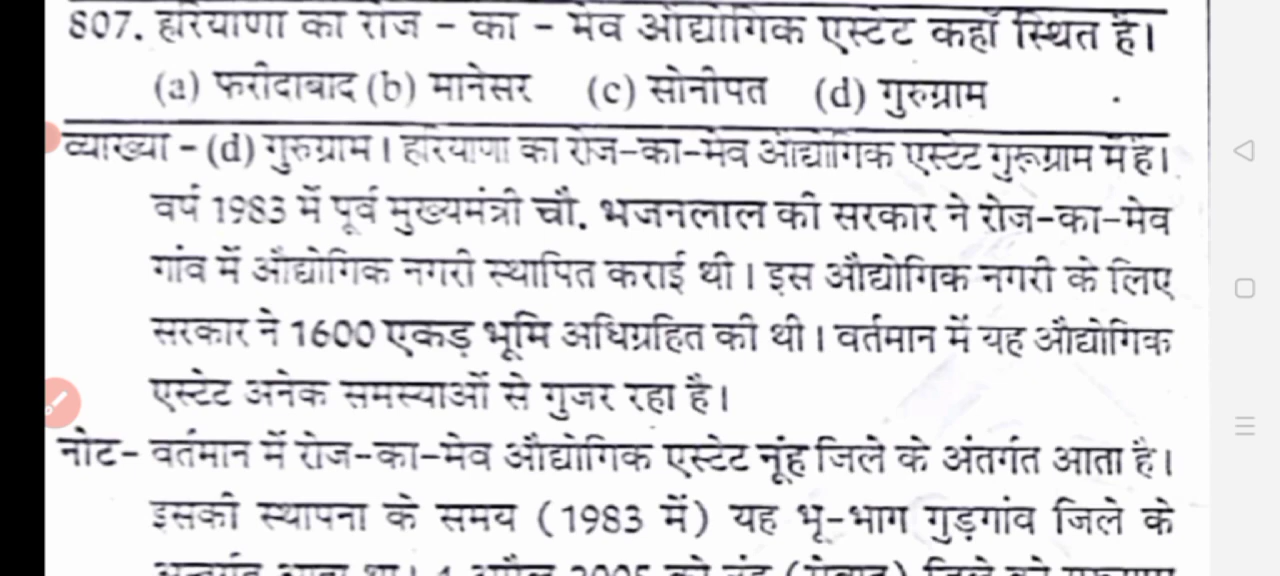 807. हरियाणा का रोज - का - मेव औद्योगिक एस्टेट कहाँ स्थित है।
(a) फरीदाबाद (b) मानेसर (c) सोनीपत (d) गुरुग्राम
व्याख्या - (d) गुरुग्राम। हरियाणा का रोज-का-मेव औद्योगिक एस्टेट गुरूग्राम में है।
वर्ष 1983 में पूर्व मुख्यमंत्री चौ. भजनलाल की सरकार ने रोज-का-मेव
गांव में औद्योगिक नगरी स्थापित कराई थी। इस औद्योगिक नगरी के लिए
सरकार ने 1600 एकड़ भूमि अधिग्रहित की थी। वर्तमान में यह औद्योगिक
एस्टेट अनेक समस्याओं से गुजर रहा है।
नोट- वर्तमान में रोज-का-मेव औद्योगिक एस्टेट नूंह जिले के अंतर्गत आता है।
इसकी स्थापना के समय (1983 में) यह भू-भाग गुड़गांव जिले के